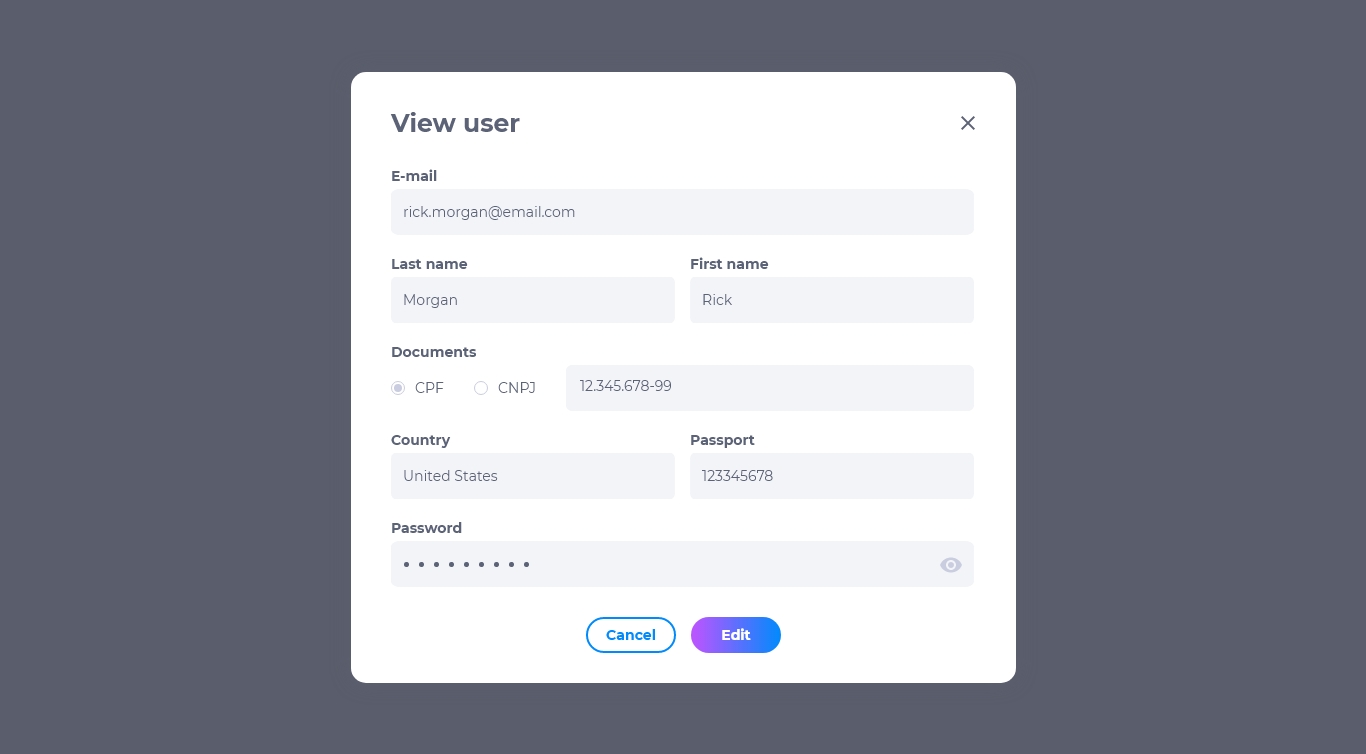 View user
E-mail
rick.morgan@email.com
Last name First name
Morgan Rick
Documents
CPF CNPJ 12.345.678-99
Country Passport
United States 123345678
Password
• • • • • • • • •
Cancel Edit